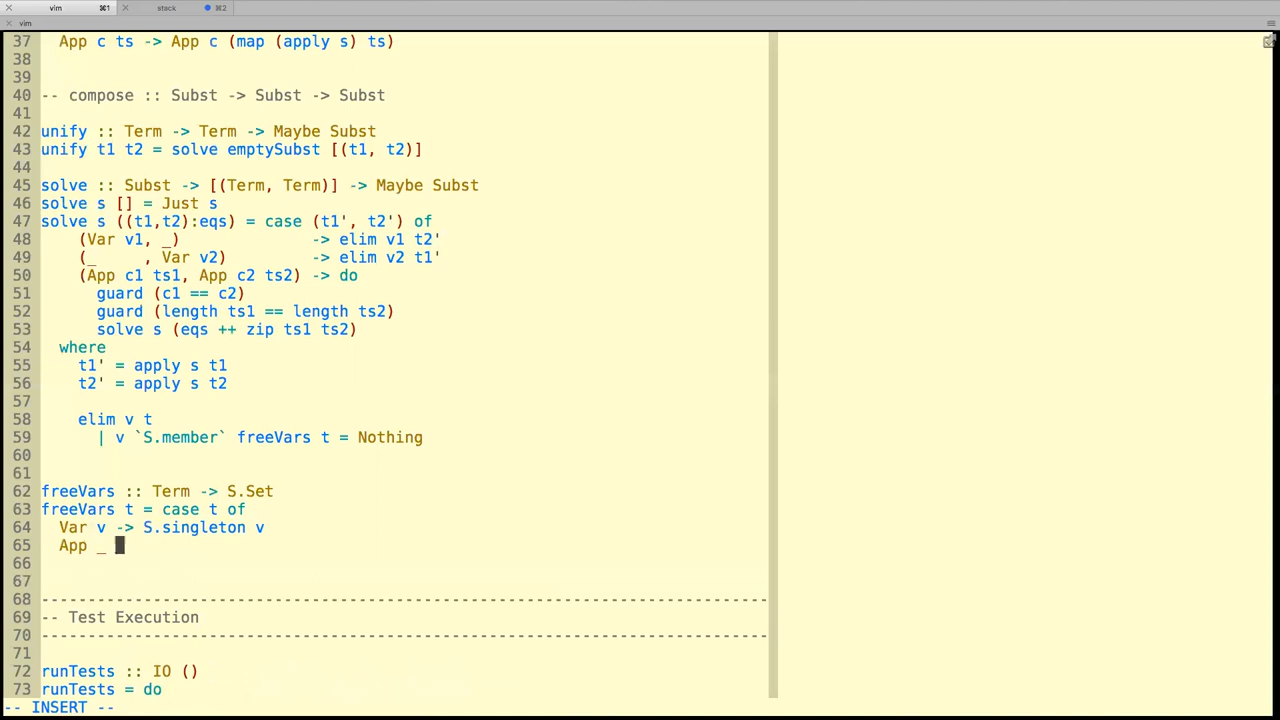 vim ⌘1 stack ⌘2
vim
37   App c ts -> App c (map (apply s) ts)
38
39
40 -- compose :: Subst -> Subst -> Subst
41
42 unify :: Term -> Term -> Maybe Subst
43 unify t1 t2 = solve emptySubst [(t1, t2)]
44
45 solve :: Subst -> [(Term, Term)] -> Maybe Subst
46 solve s [] = Just s
47 solve s ((t1,t2):eqs) = case (t1', t2') of
48     (Var v1, _)              -> elim v1 t2'
49     (_     , Var v2)         -> elim v2 t1'
50     (App c1 ts1, App c2 ts2) -> do
51       guard (c1 == c2)
52       guard (length ts1 == length ts2)
53       solve s (eqs ++ zip ts1 ts2)
54   where
55     t1' = apply s t1
56     t2' = apply s t2
57
58     elim v t
59       | v `S.member` freeVars t = Nothing
60
61
62 freeVars :: Term -> S.Set
63 freeVars t = case t of
64   Var v -> S.singleton v
65   App _
66
67
68 ------------------------------------------------------------------------------
69 -- Test Execution
70 ------------------------------------------------------------------------------
71
72 runTests :: IO ()
73 runTests = do
-- INSERT --